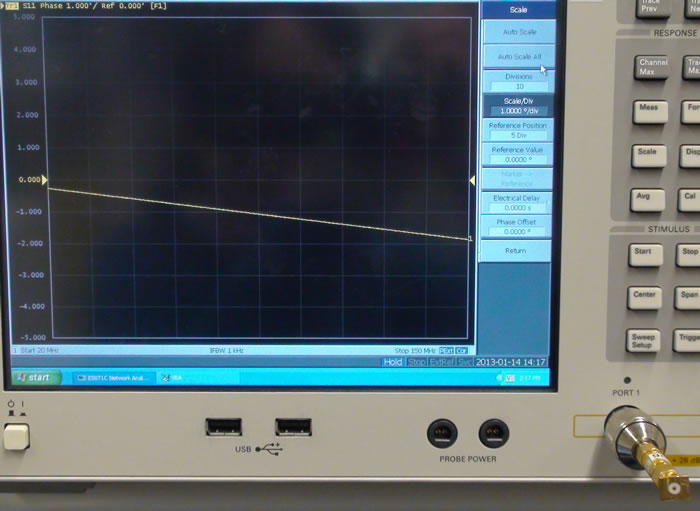 Tr1 S11 Phase 1.000°/ Ref 0.000° [F1]
5.000
4.000
3.000
2.000
1.000
0.000
-1.000
-2.000
-3.000
-4.000
-5.000
1
1 Start 20 MHz IFBW 1 kHz Stop 150 MHz Cor
Hold Stop ExtRef Svc 2013-01-14 14:17
start E5071C Network Anal... VBA 2:17 PM
Scale
Auto Scale
Auto Scale All
Divisions
10
Scale/Div
1.0000 °/div
Reference Position
5 Div
Reference Value
0.0000 °
Marker ->
Reference
Electrical Delay
0.0000 s
Phase Offset
0.0000 °
Return
Trace
Prev
RESPONSE
Channel
Max
Meas
Scale
Avg
Cal
STIMULUS
Start
Stop
Center
Span
Sweep
Setup
USB
PROBE POWER
PORT 1
+ 26 dB